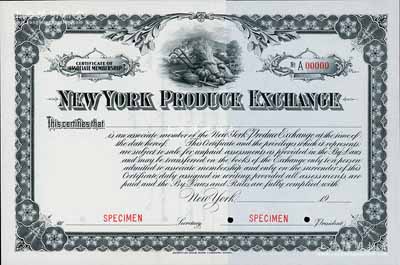 CERTIFICATE OF
ASSOCIATE MEMBERSHIP
No A 00000
NEW YORK PRODUCE EXCHANGE
This certifies that
is an associate member of the New York Produce Exchange at the time of
the date hereof. This Certificate and the privileges which it represents
are subject to sale for unpaid assessments as provided in the By-Laws
and may be transferred on the books of the Exchange only to a person
admitted to associate membership and only on the surrender of this
Certificate duly assigned in writing, provided all assessments are
paid and the By-Laws and Rules are fully complied with.
New York 19
SPECIMEN Secretary SPECIMEN President